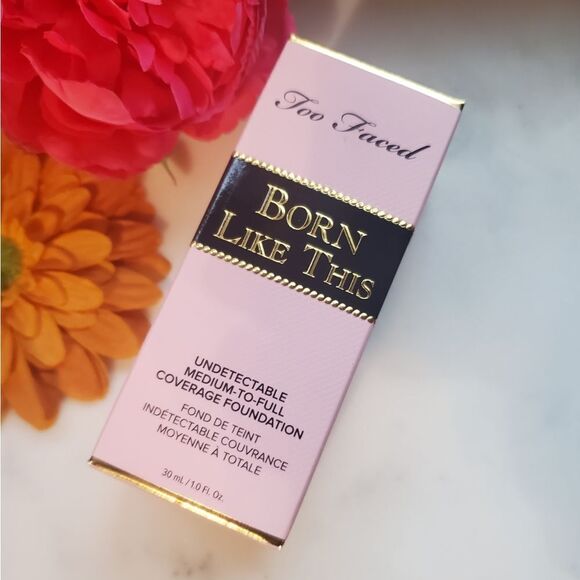 Too Faced
BORN
LIKE THIS
UNDETECTABLE
MEDIUM-TO-FULL
COVERAGE FOUNDATION
FOND DE TEINT
INDÉTECTABLE COUVRANCE
MOYENNE À TOTALE
30 mL / 1.0 Fl. Oz.